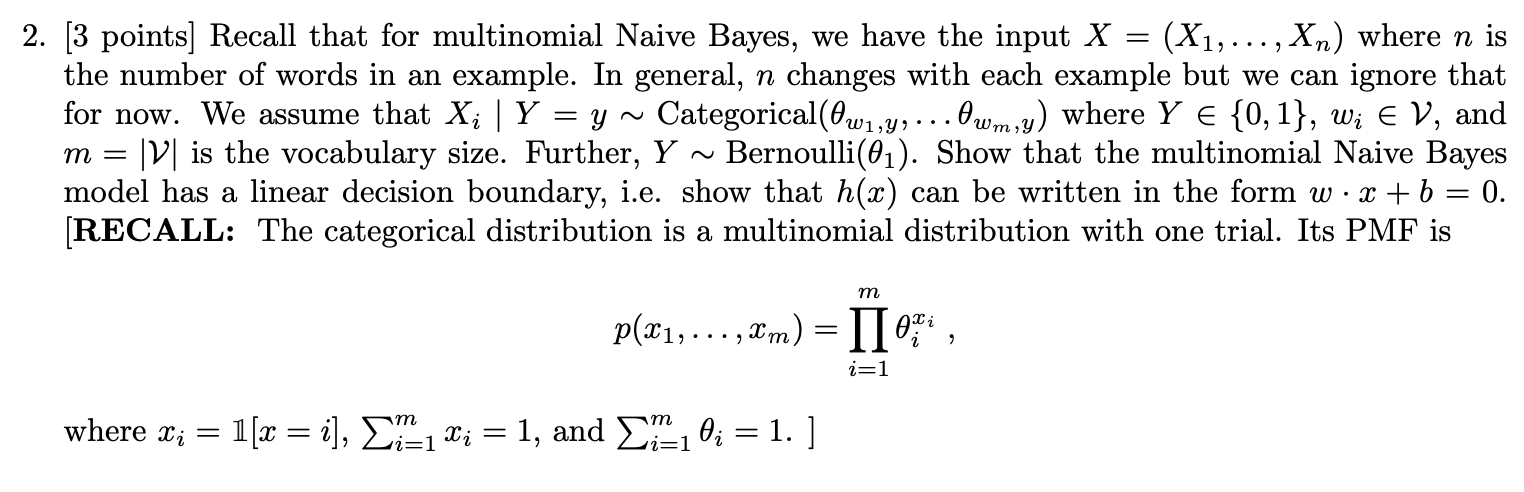 2. [3 points] Recall that for multinomial Naive Bayes, we have the input X = (X₁, . . . , Xₙ) where n is
the number of words in an example. In general, n changes with each example but we can ignore that
for now. We assume that Xᵢ | Y = y ∼ Categorical(θ_{w₁,y}, . . . θ_{wₘ,y}) where Y ∈ {0, 1}, wᵢ ∈ 𝒱, and
m = |𝒱| is the vocabulary size. Further, Y ∼ Bernoulli(θ₁). Show that the multinomial Naive Bayes
model has a linear decision boundary, i.e. show that h(x) can be written in the form w · x + b = 0.
[RECALL: The categorical distribution is a multinomial distribution with one trial. Its PMF is
p(x₁, . . . , xₘ) = ∏_{i=1}^{m} θᵢ^{xᵢ} ,
where xᵢ = 𝟙[x = i], ∑_{i=1}^{m} xᵢ = 1, and ∑_{i=1}^{m} θᵢ = 1. ]